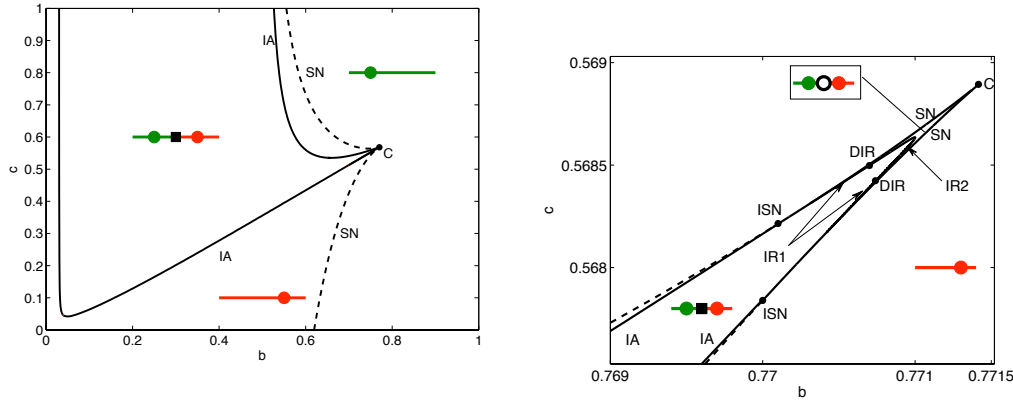 1
0.9
0.8
0.7
0.6
0.5
0.4
0.3
0.2
0.1
0
c
0 0.2 0.4 0.6 0.8 1
b
IA
SN
C
SN
IA
0.569
0.5685
0.568
c
0.769 0.77 0.771 0.7715
b
C
SN
SN
DIR
DIR
IR2
ISN
IR1
ISN
IA
IA